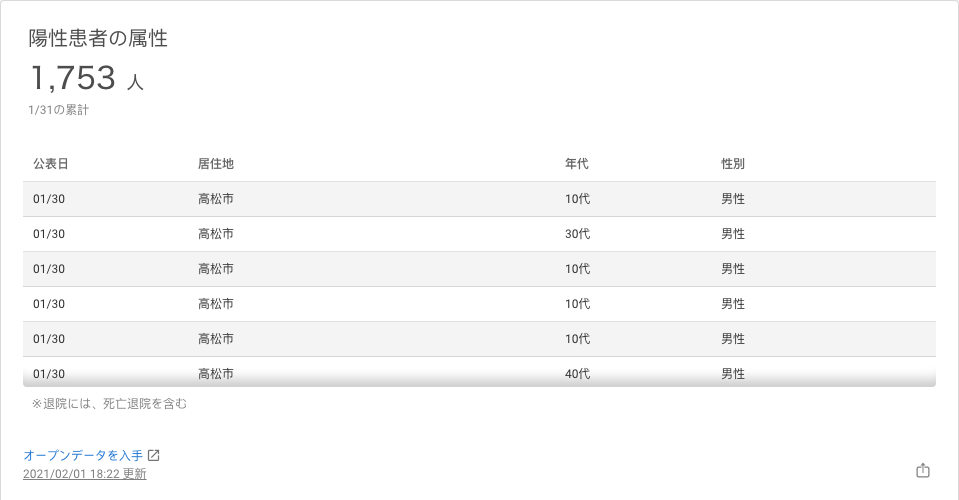 陽性患者の属性
1,753 人
1/31の累計
公表日 居住地 年代 性別
01/30 高松市 10代 男性
01/30 高松市 30代 男性
01/30 高松市 10代 男性
01/30 高松市 10代 男性
01/30 高松市 10代 男性
01/30 高松市 40代 男性
※退院には、死亡退院を含む
オープンデータを入手
2021/02/01 18:22 更新